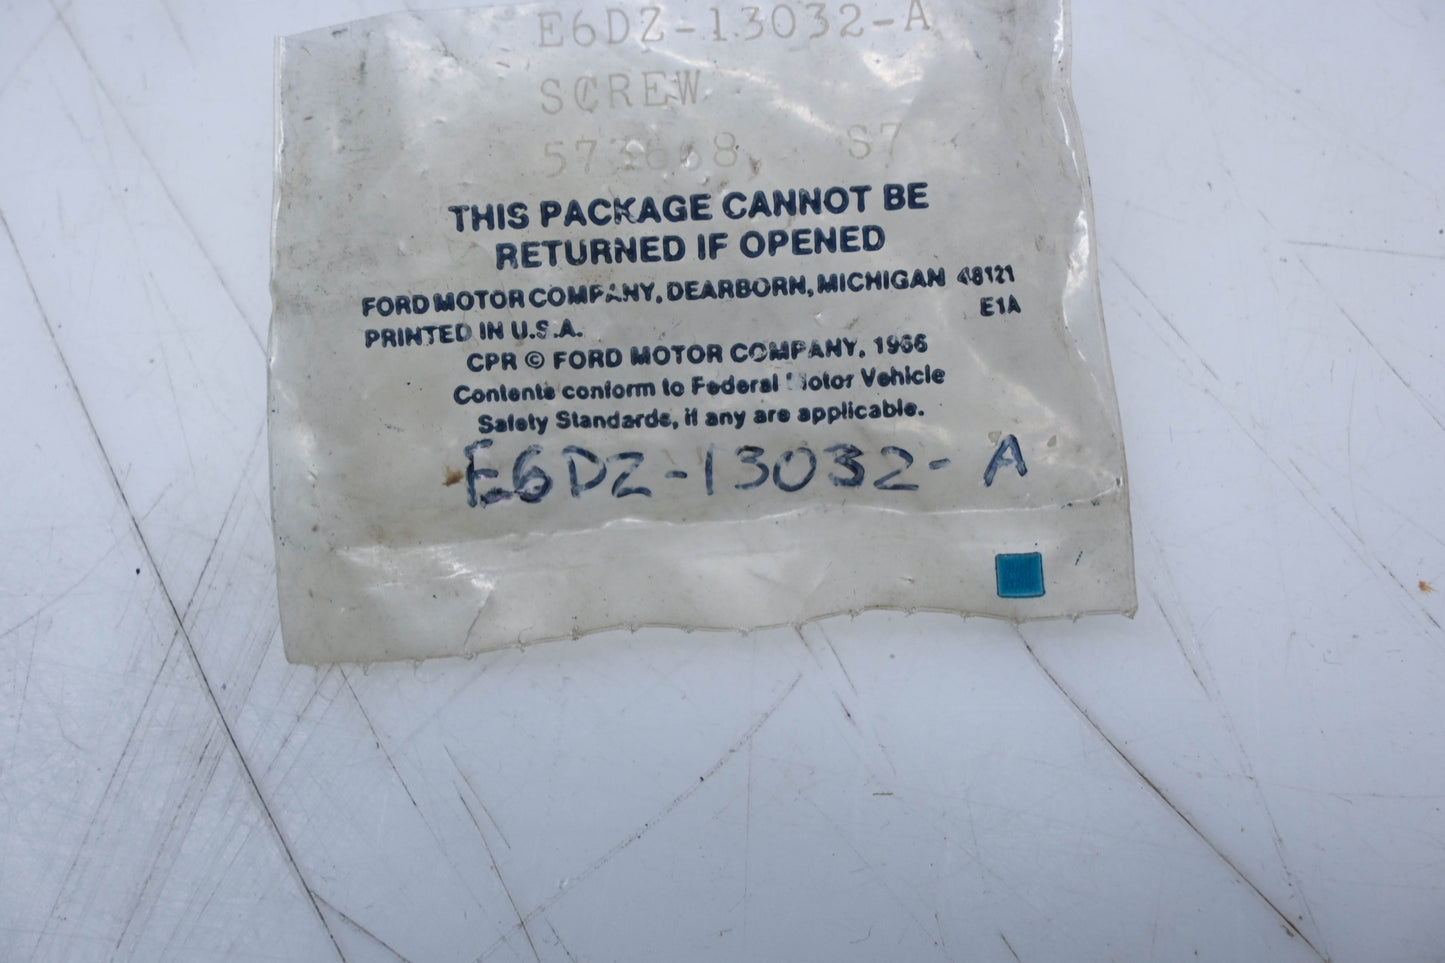 E6DZ-13032-A
SCREW
573668 S7
THIS PACKAGE CANNOT BE
RETURNED IF OPENED
FORD MOTOR COMPANY, DEARBORN, MICHIGAN 48121
E1A
PRINTED IN U.S.A.
CPR © FORD MOTOR COMPANY, 1966
Contents conform to Federal Motor Vehicle
Safety Standards, if any are applicable.
E6DZ-13032-A